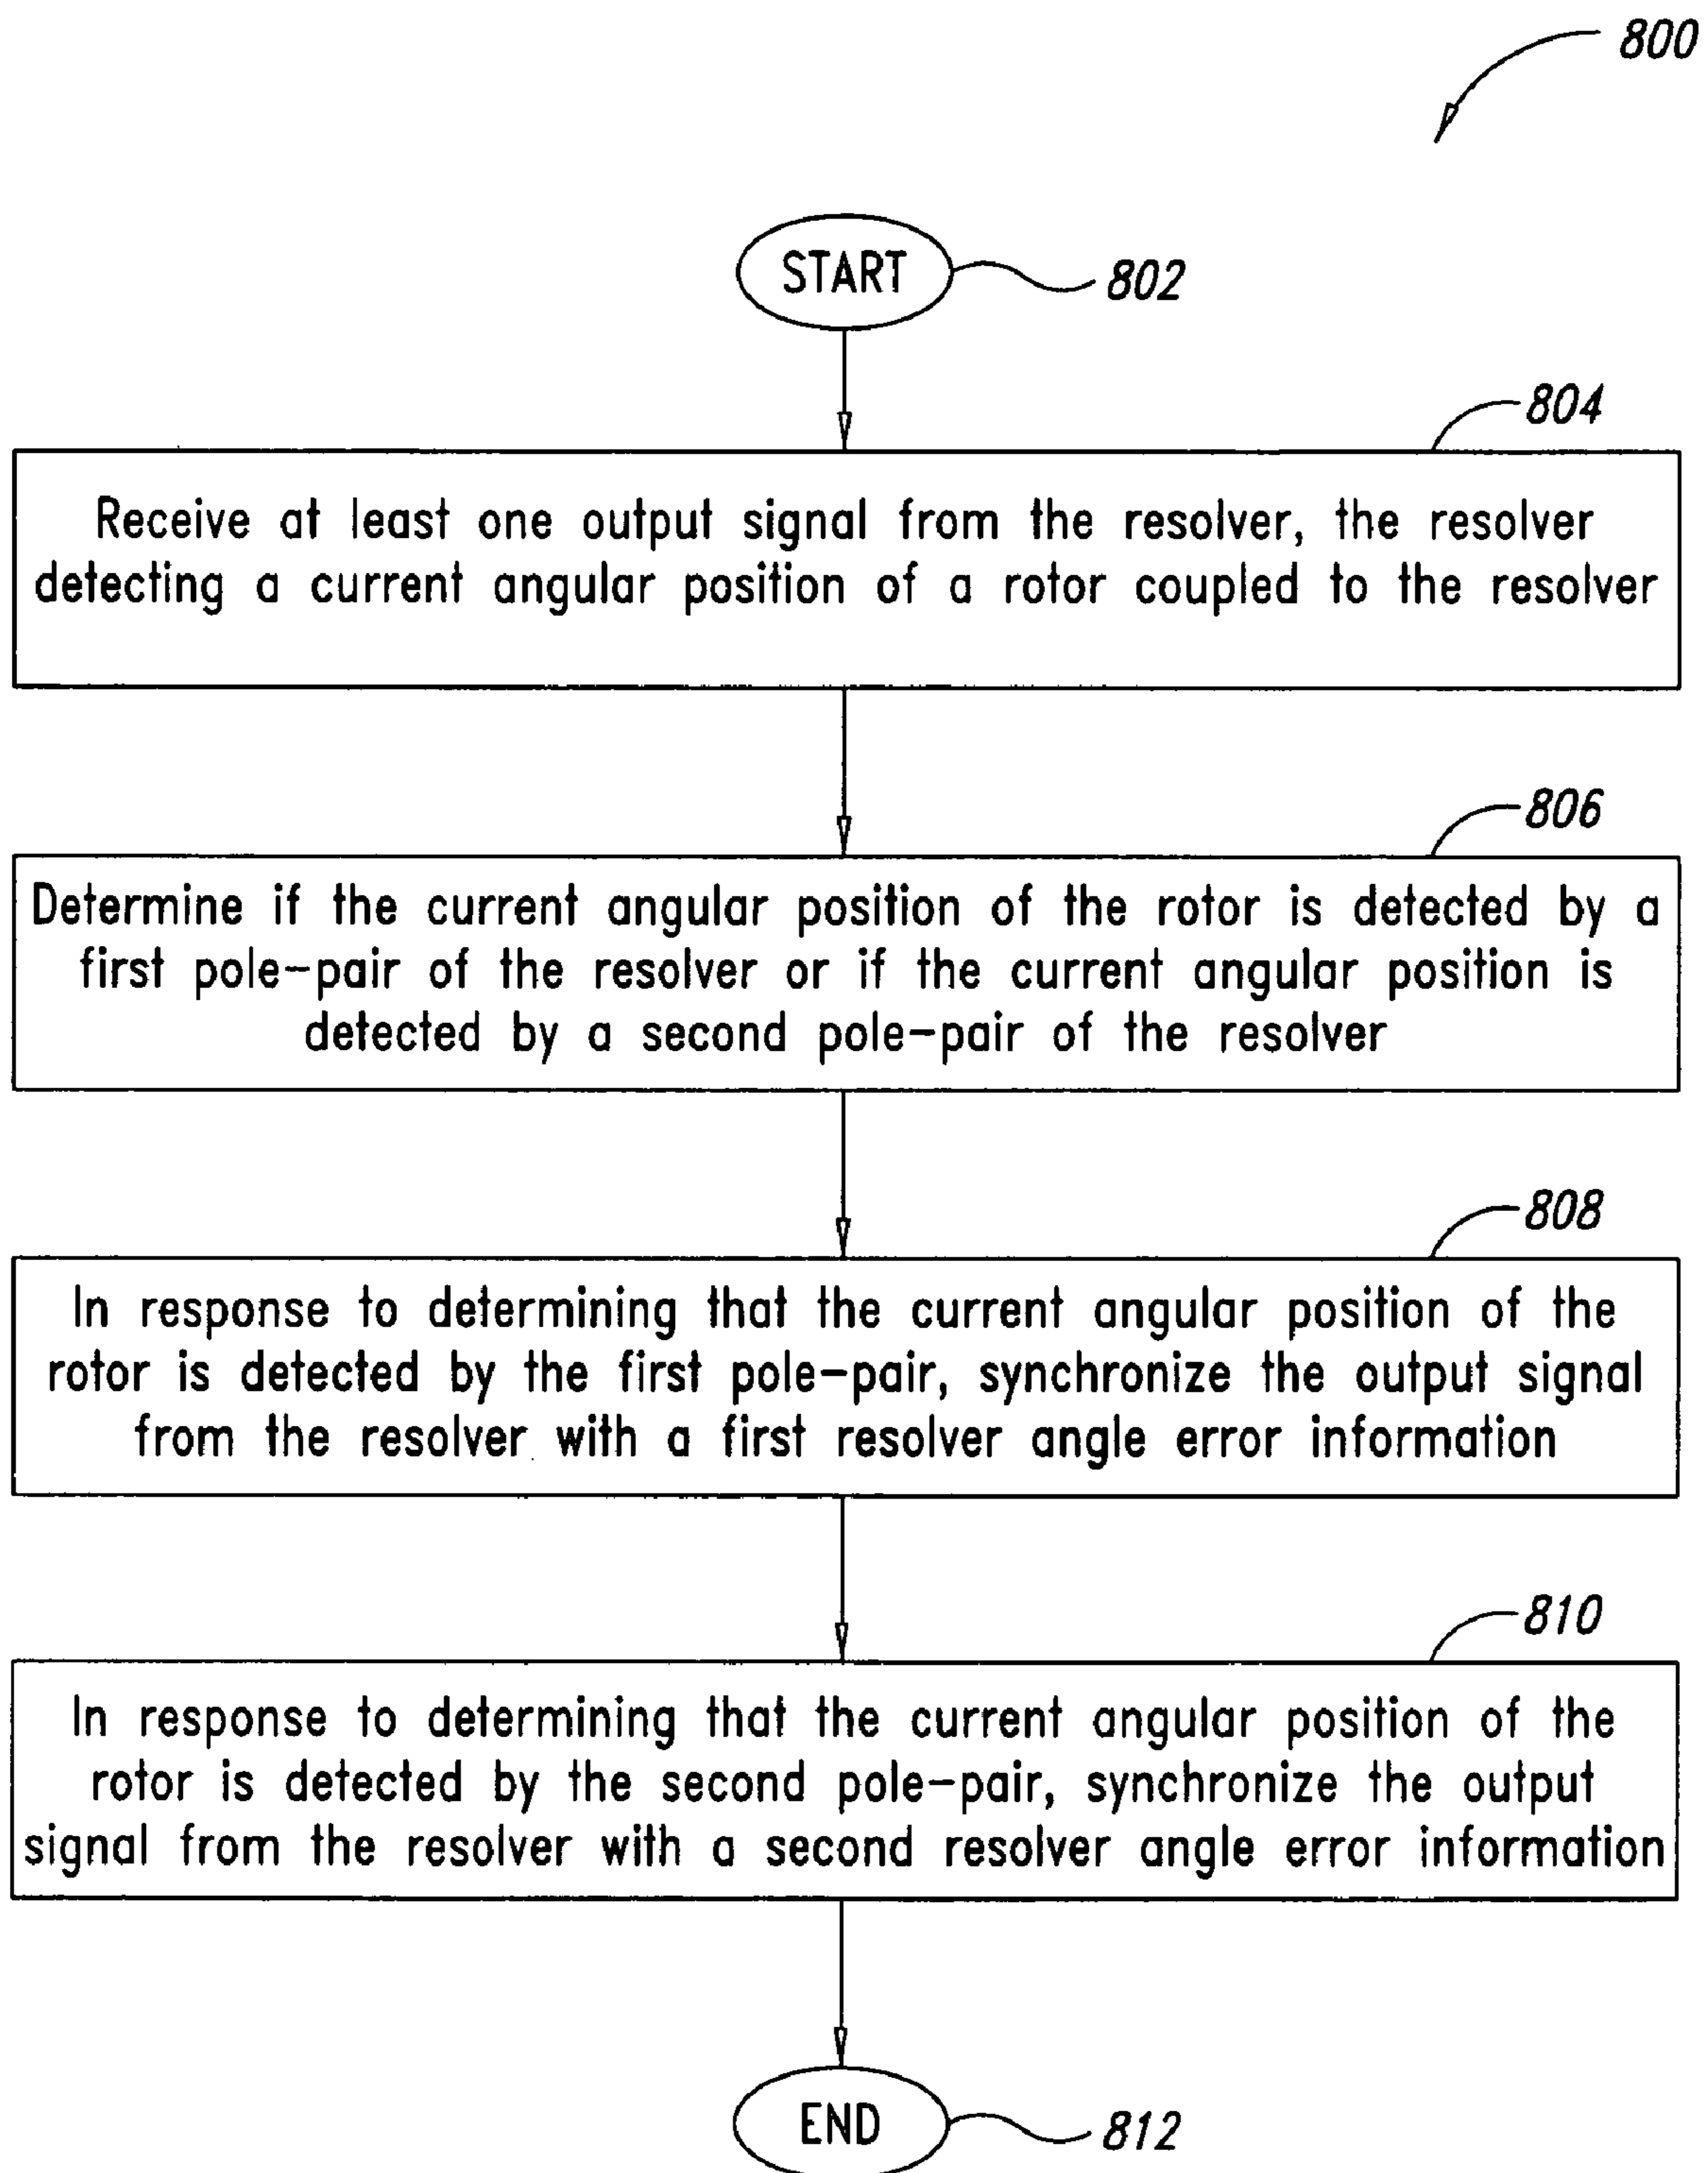 800
START
802
804
Receive at least one output signal from the resolver, the resolver
detecting a current angular position of a rotor coupled to the resolver
806
Determine if the current angular position of the rotor is detected by a
first pole-pair of the resolver or if the current angular position is
detected by a second pole-pair of the resolver
808
In response to determining that the current angular position of the
rotor is detected by the first pole-pair, synchronize the output signal
from the resolver with a first resolver angle error information
810
In response to determining that the current angular position of the
rotor is detected by the second pole-pair, synchronize the output
signal from the resolver with a second resolver angle error information
END
812